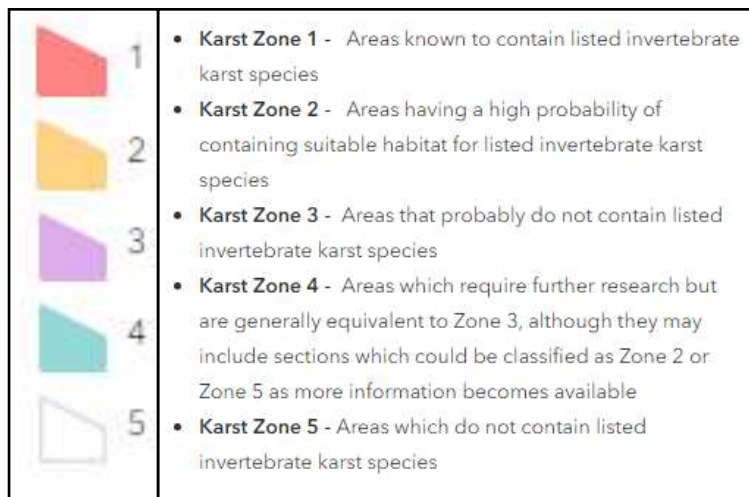 1
2
3
4
5
• Karst Zone 1 - Areas known to contain listed invertebrate
karst species
• Karst Zone 2 - Areas having a high probability of
containing suitable habitat for listed invertebrate karst
species
• Karst Zone 3 - Areas that probably do not contain listed
invertebrate karst species
• Karst Zone 4 - Areas which require further research but
are generally equivalent to Zone 3, although they may
include sections which could be classified as Zone 2 or
Zone 5 as more information becomes available
• Karst Zone 5 - Areas which do not contain listed
invertebrate karst species